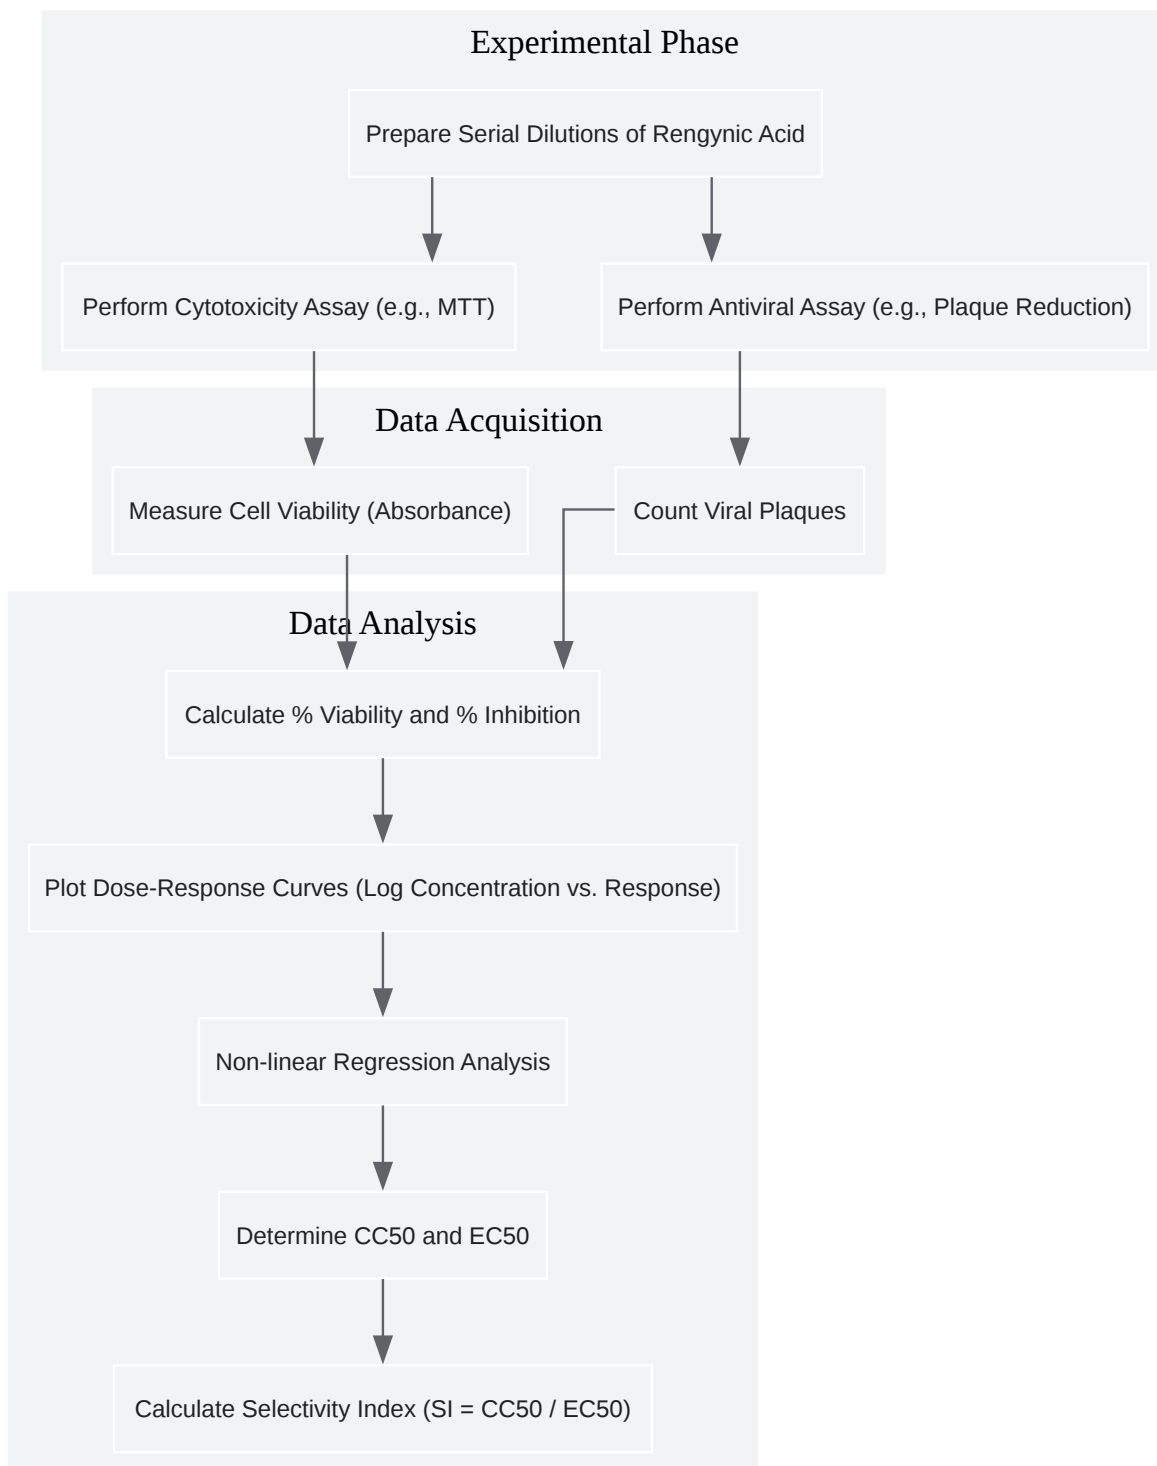 Experimental Phase
Prepare Serial Dilutions of Rengynic Acid
Perform Cytotoxicity Assay (e.g., MTT)
Perform Antiviral Assay (e.g., Plaque Reduction)
Data Acquisition
Measure Cell Viability (Absorbance)
Count Viral Plaques
Data Analysis
Calculate % Viability and % Inhibition
Plot Dose-Response Curves (Log Concentration vs. Response)
Non-linear Regression Analysis
Determine CC50 and EC50
Calculate Selectivity Index (SI = CC50 / EC50)